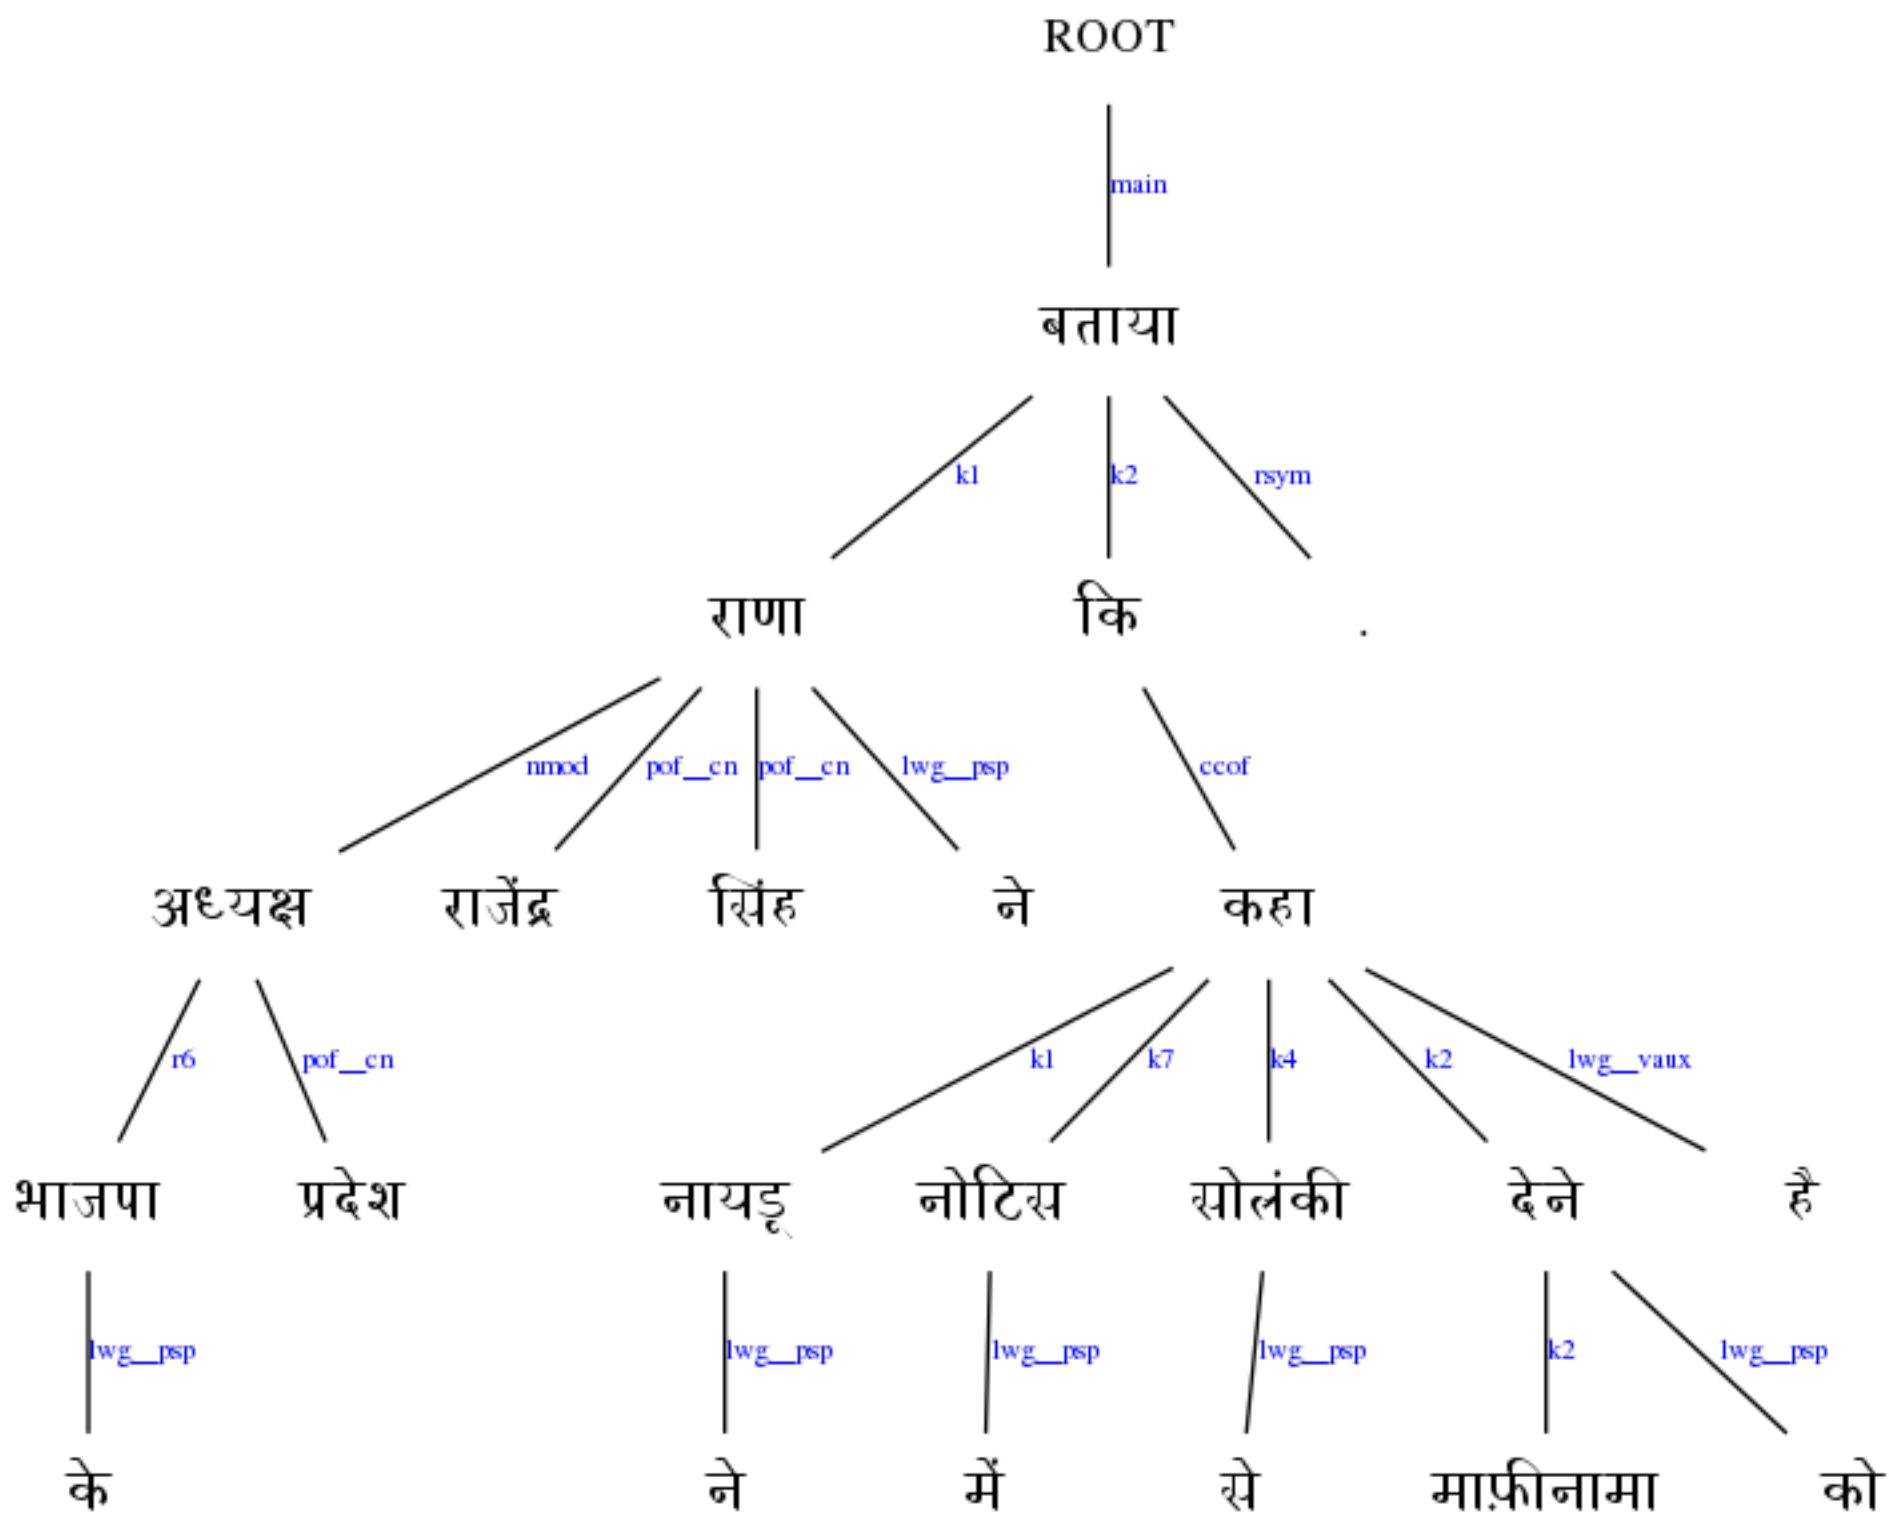 ROOT
main
बताया
k1 k2 rsym
राणा कि .
nmod pof__cn pof__cn lwg__psp ccof
अध्यक्ष राजेंद्र सिंह ने कहा
r6 pof__cn k1 k7 k4 k2 lwg__vaux
भाजपा प्रदेश नायडू नोटिस सोलंकी देने है
lwg__psp lwg__psp lwg__psp lwg__psp k2 lwg__psp
के ने में से माफ़ीनामा को